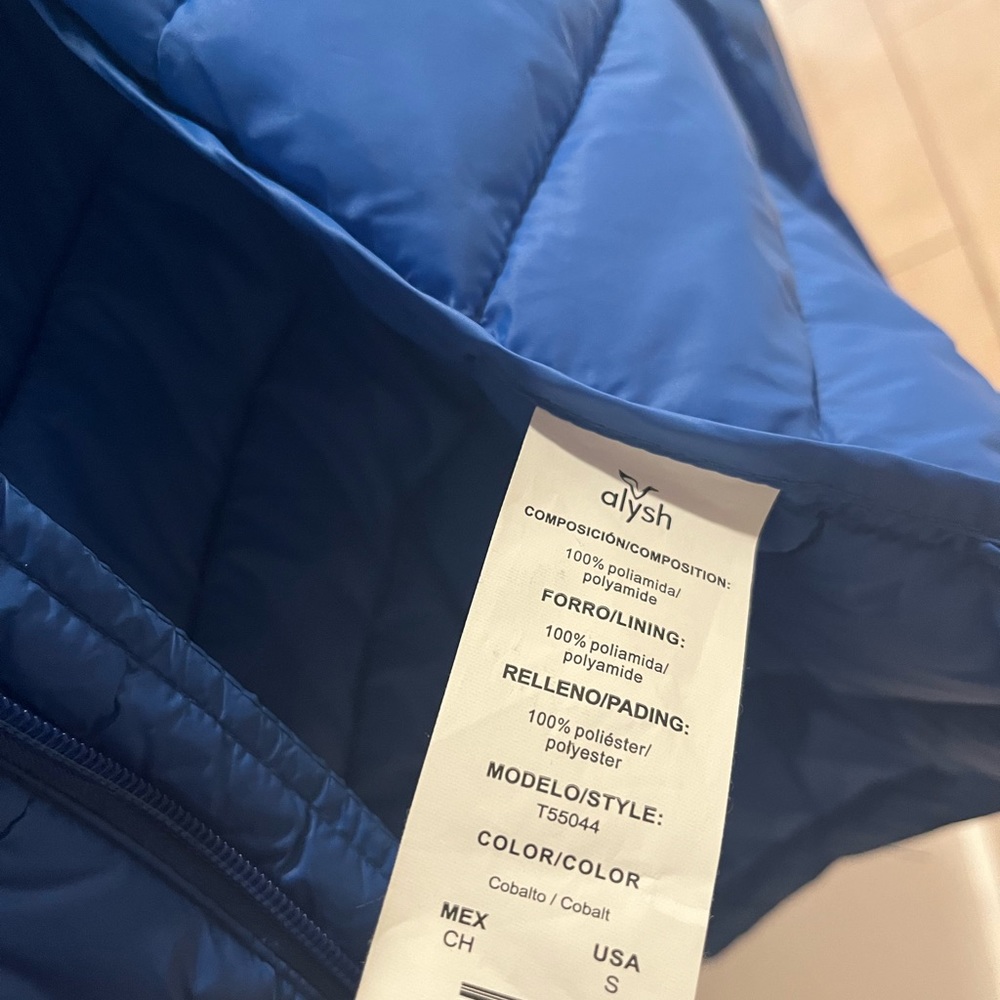 alysh
COMPOSICIÓN/COMPOSITION:
100% poliamida/
polyamide
FORRO/LINING:
100% poliamida/
polyamide
RELLENO/PADING:
100% poliéster/
polyester
MODELO/STYLE:
T55044
COLOR/COLOR
Cobalto / Cobalt
MEX USA
CH S